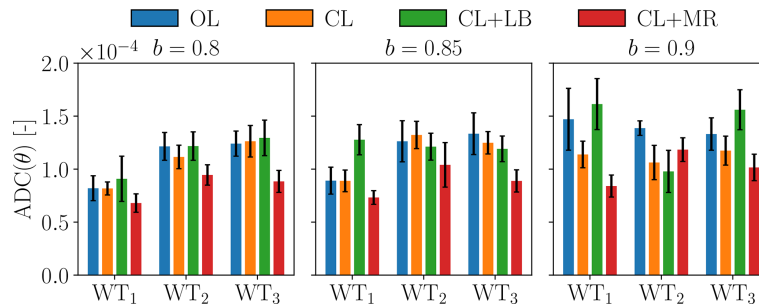 OL CL CL+LB CL+MR
×10⁻⁴ b = 0.8 b = 0.85 b = 0.9
ADC(θ) [-]
2.0
1.5
1.0
0.5
0.0
WT₁ WT₂ WT₃ WT₁ WT₂ WT₃ WT₁ WT₂ WT₃